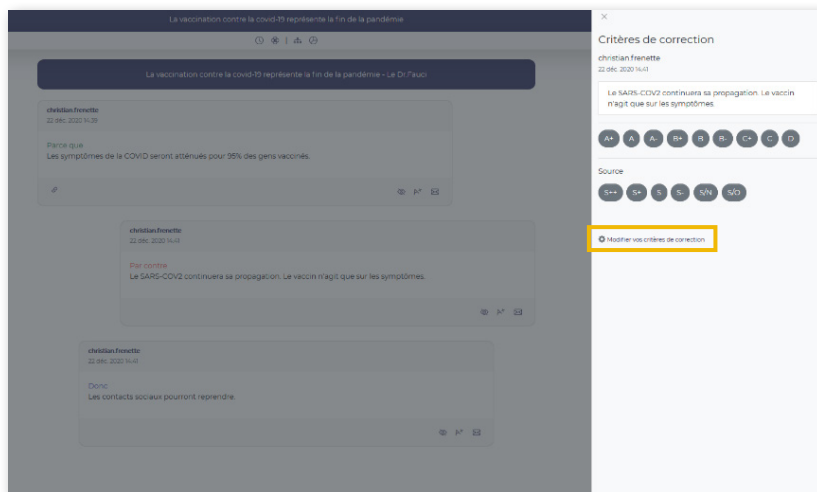 La vaccination contre la covid-19 représente la fin de la pandémie
La vaccination contre la covid-19 représente la fin de la pandémie - Le Dr.Fauci
christian.frenette
22 déc. 2020 14:39
Parce que
Les symptômes de la COVID seront atténués pour 95% des gens vaccinés.
christian.frenette
22 déc. 2020 14:41
Par contre
Le SARS-COV2 continuera sa propagation. Le vaccin n'agit que sur les symptômes.
christian.frenette
22 déc. 2020 14:41
Donc
Les contacts sociaux pourront reprendre.
Critères de correction
christian.frenette
22 déc. 2020 14:41
Le SARS-COV2 continuera sa propagation. Le vaccin
n'agit que sur les symptômes.
A+ A A- B+ B B- C+ C D
Source
S++ S+ S S- S/N S/O
Modifier vos critères de correction